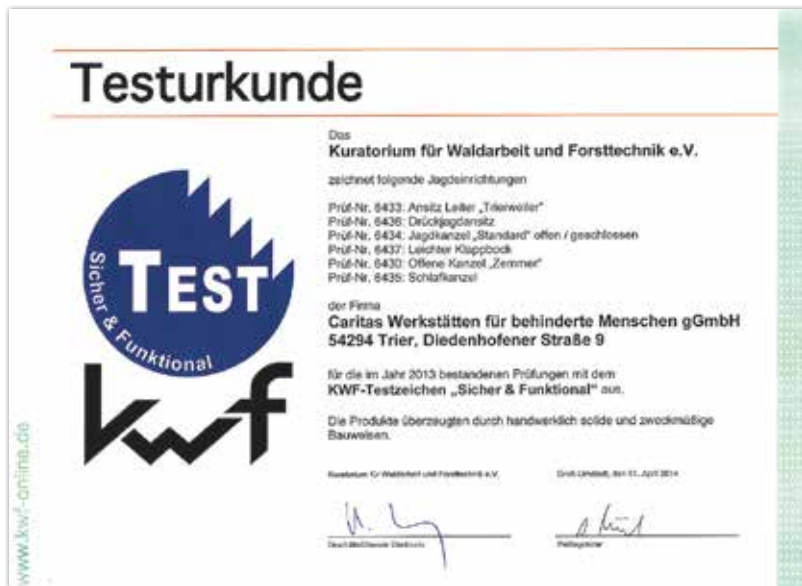 Testurkunde
Das
Kuratorium für Waldarbeit und Forsttechnik e.V.
zeichnet folgende Jagdeinrichtungen
Prüf-Nr. 6433: Ansitz Leiter „Trierweiler"
Prüf-Nr. 6436: Drückjagdansitz
Prüf-Nr. 6434: Jagdkanzel „Standard" offen / geschlossen
Prüf-Nr. 6437: Leichter Klappbock
Prüf-Nr. 6430: Offene Kanzel „Zemmer"
Prüf-Nr. 6435: Schlafkanzel
der Firma
Caritas Werkstätten für behinderte Menschen gGmbH
54294 Trier, Diedenhofener Straße 9
für die im Jahr 2013 bestandenen Prüfungen mit dem
KWF-Testzeichen „Sicher & Funktional" aus.
Die Produkte überzeugten durch handwerklich solide und zweckmäßige
Bauweisen.
Kuratorium für Waldarbeit und Forsttechnik e.V.
Groß-Umstadt, den April 2014
TEST
Sicher & Funktional
kwf
www.kwf-online.de